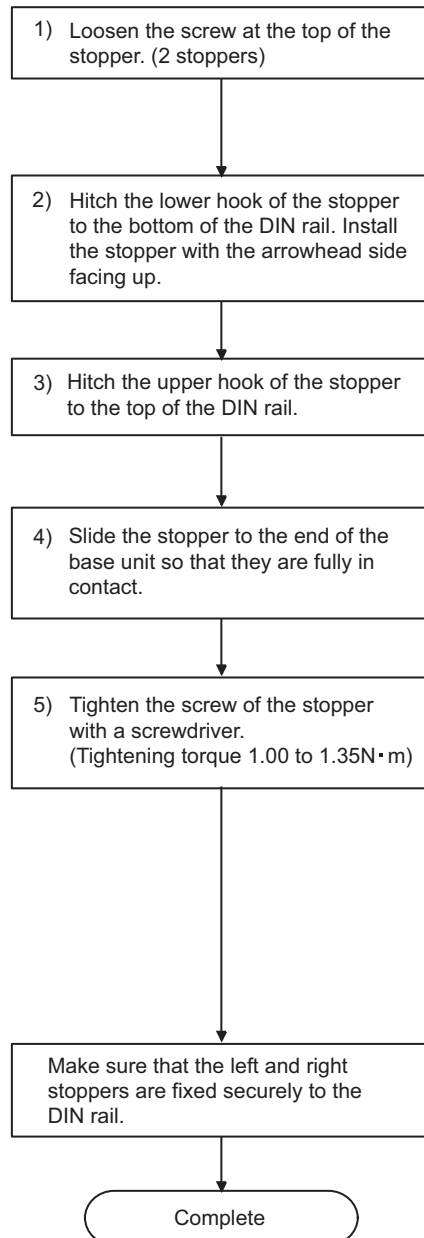 1) Loosen the screw at the top of the
stopper. (2 stoppers)
2) Hitch the lower hook of the stopper
to the bottom of the DIN rail. Install
the stopper with the arrowhead side
facing up.
3) Hitch the upper hook of the stopper
to the top of the DIN rail.
4) Slide the stopper to the end of the
base unit so that they are fully in
contact.
5) Tighten the screw of the stopper
with a screwdriver.
(Tightening torque 1.00 to 1.35N·m)
Make sure that the left and right
stoppers are fixed securely to the
DIN rail.
Complete